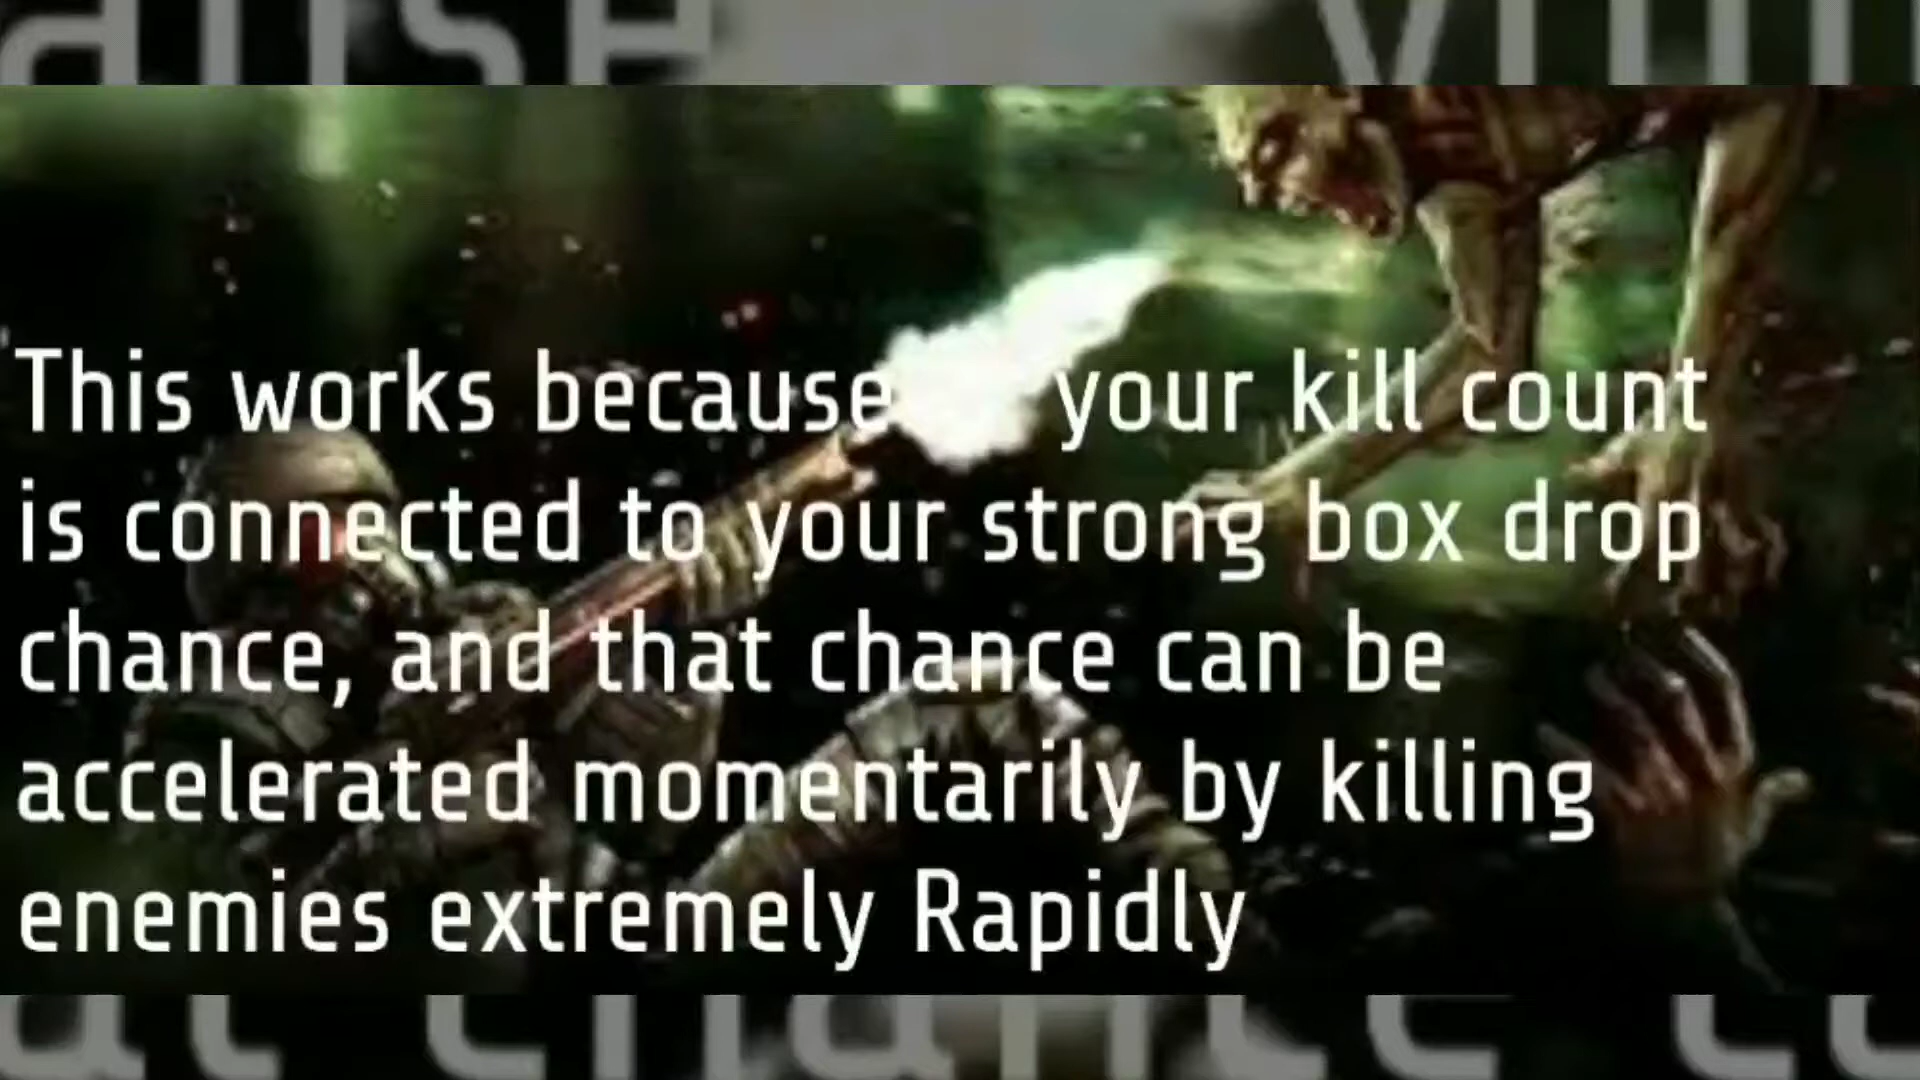 This works because your kill count
is connected to your strong box drop
chance, and that chance can be
accelerated momentarily by killing
enemies extremely Rapidly